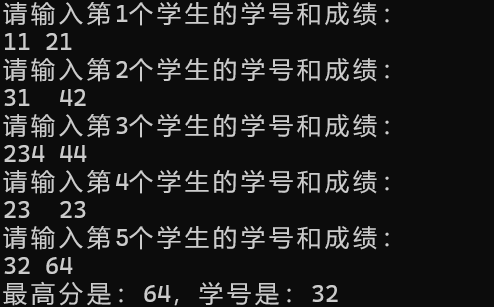 请输入第1个学生的学号和成绩：
11 21
请输入第2个学生的学号和成绩：
31  42
请输入第3个学生的学号和成绩：
234 44
请输入第4个学生的学号和成绩：
23  23
请输入第5个学生的学号和成绩：
32 64
最高分是：64，学号是：32